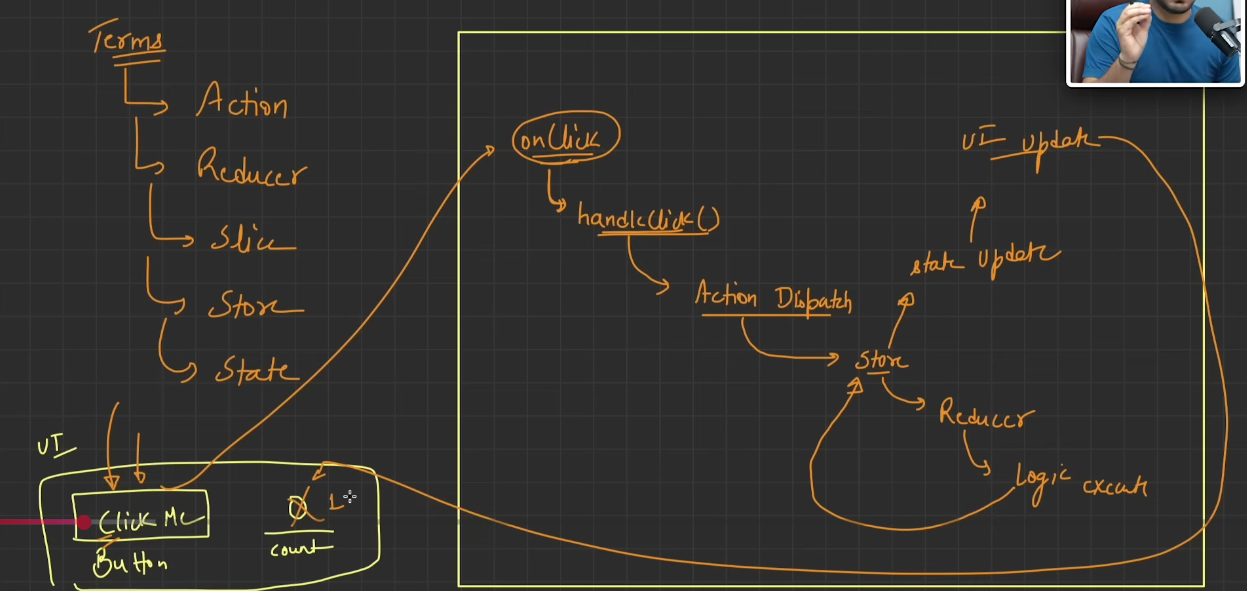 Terms
Action
Reducer
Slice
Store
State
UI
Click Me
Button
0 1
count
onClick
handleClick()
Action Dispatch
Store
Reducer
Logic excute
state update
UI update